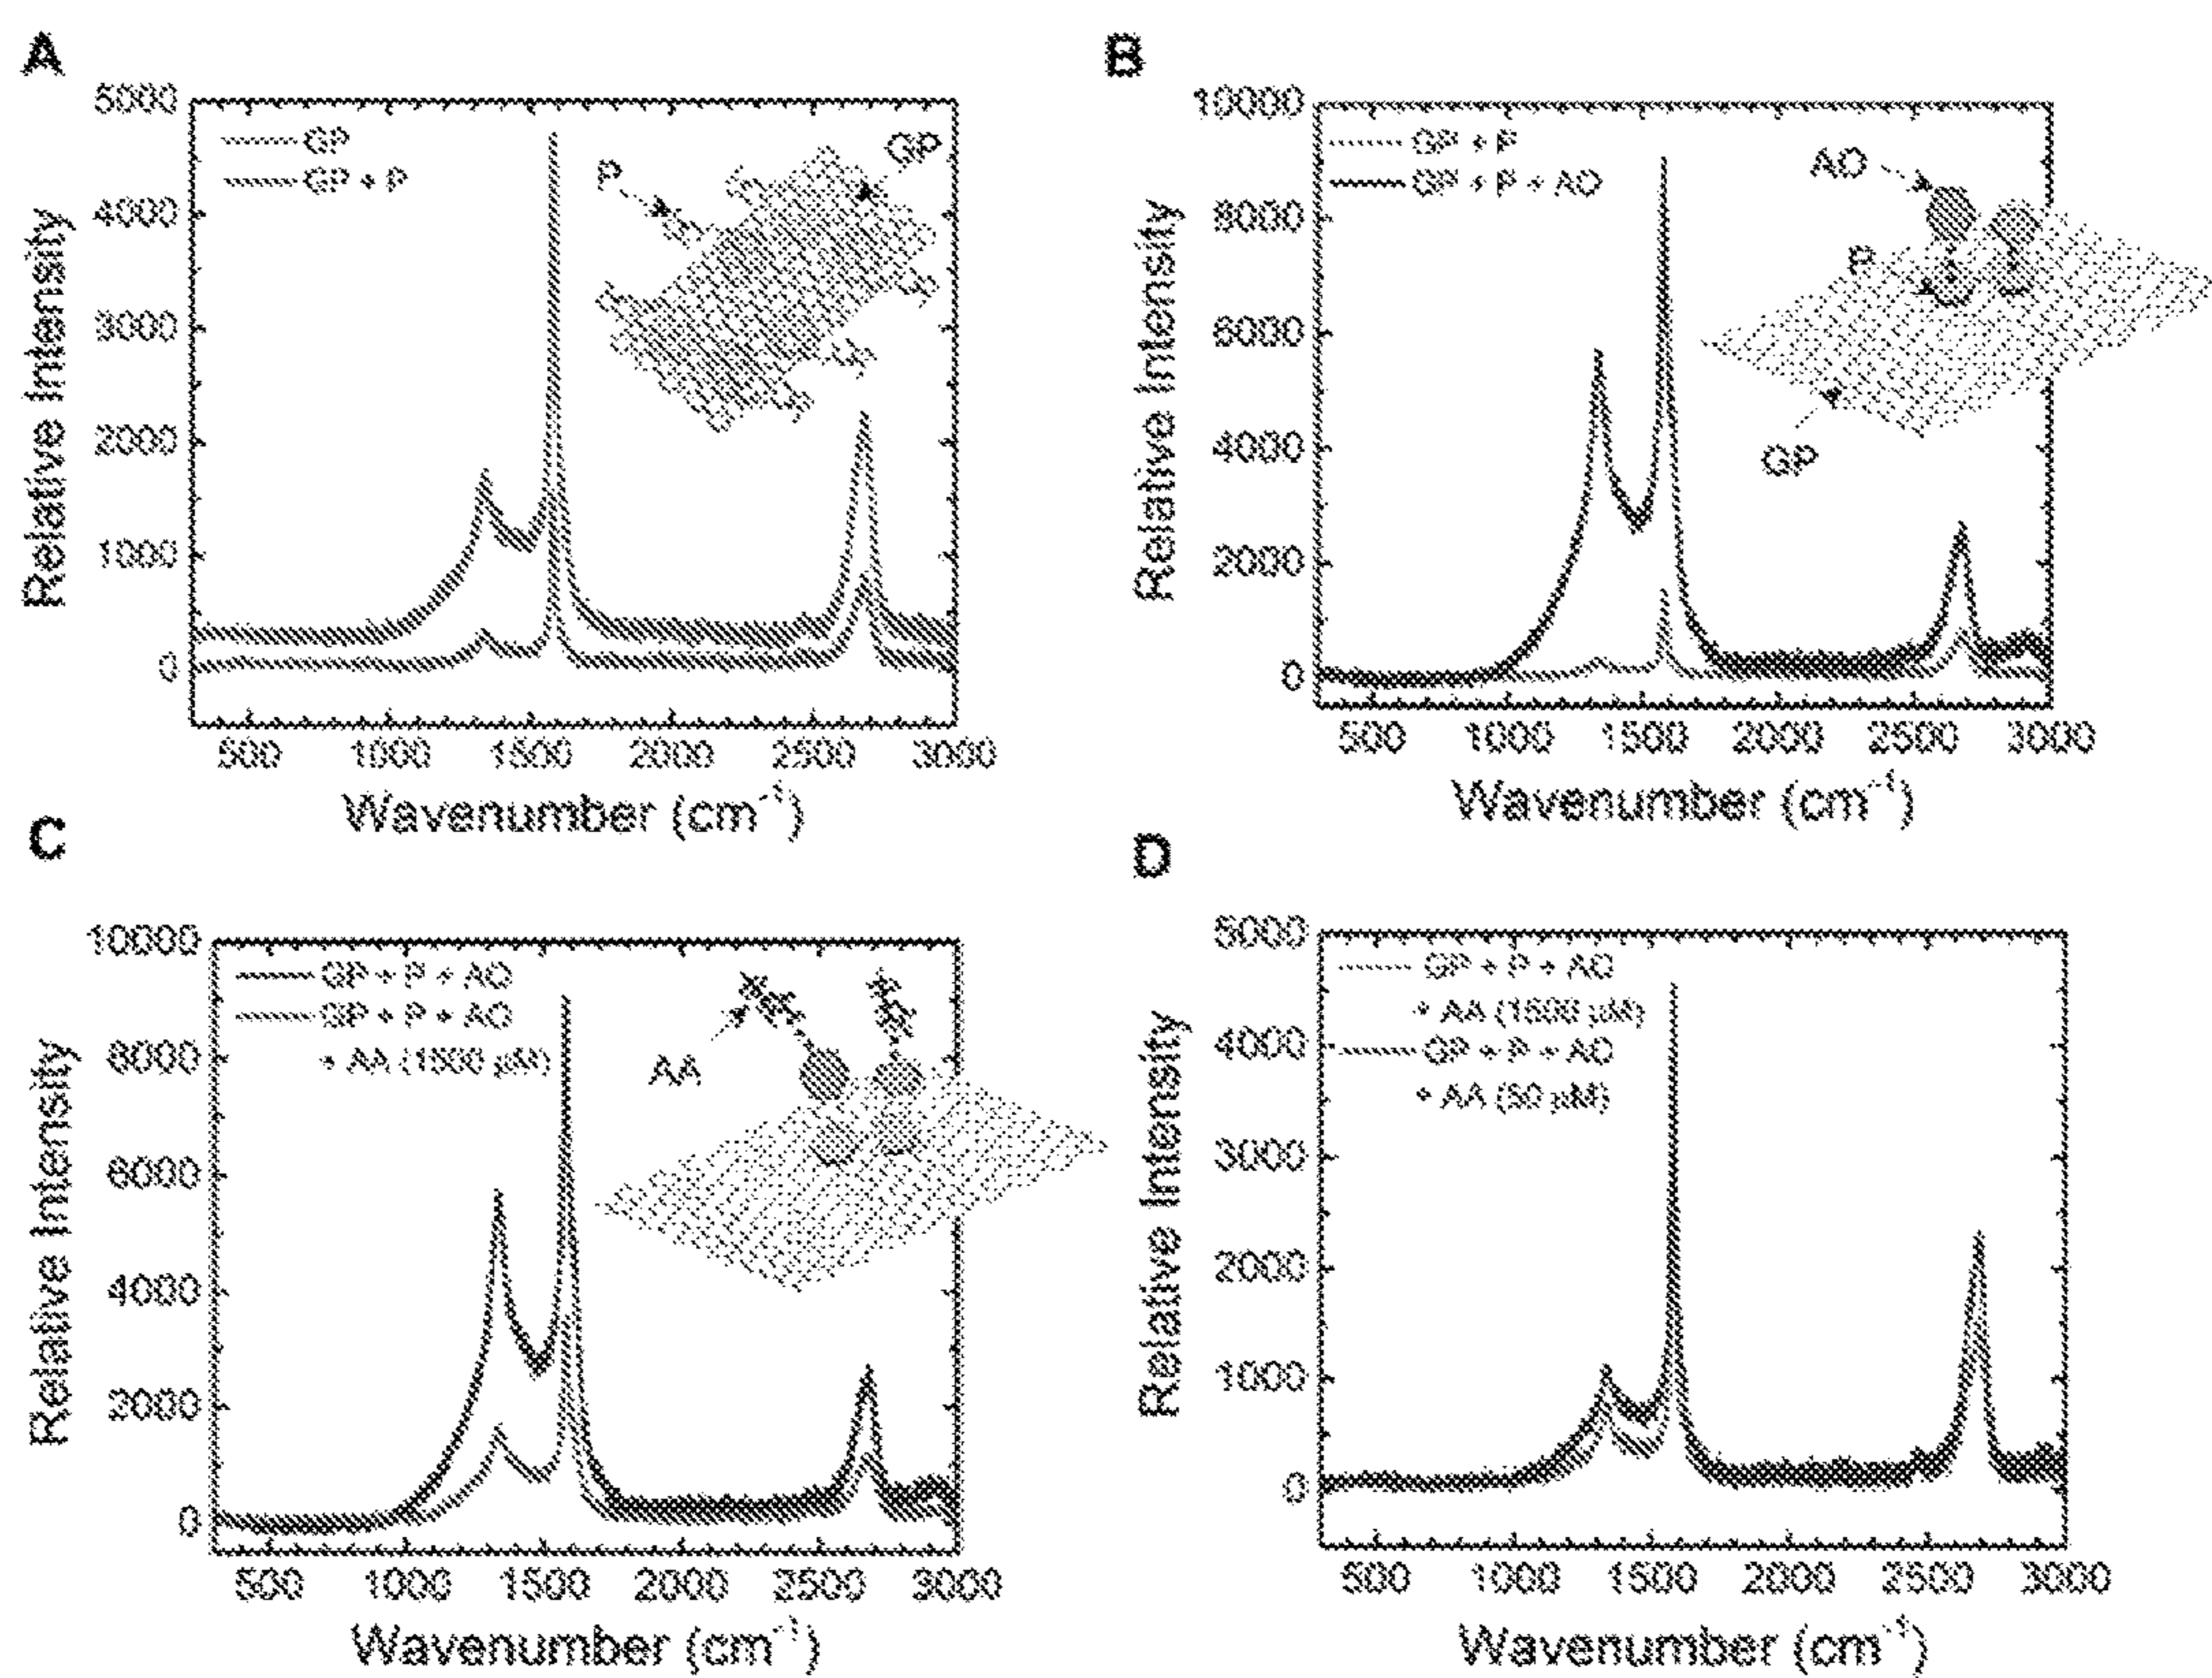 A
5000
4000
3000
2000
1000
0
GP
GP + P
P
GP
Relative Intensity
500 1000 1500 2000 2500 3000
Wavenumber (cm⁻¹)
B
10000
8000
6000
4000
2000
0
GP + P
GP + P + AO
AO
P
GP
Relative Intensity
500 1000 1500 2000 2500 3000
Wavenumber (cm⁻¹)
C
10000
8000
6000
4000
2000
0
GP + P + AO
GP + P + AO
+ AA (1500 µM)
AA
Relative Intensity
500 1000 1500 2000 2500 3000
Wavenumber (cm⁻¹)
D
5000
4000
3000
2000
1000
0
GP + P + AO
+ AA (1500 µM)
GP + P + AO
+ AA (50 µM)
Relative Intensity
500 1000 1500 2000 2500 3000
Wavenumber (cm⁻¹)